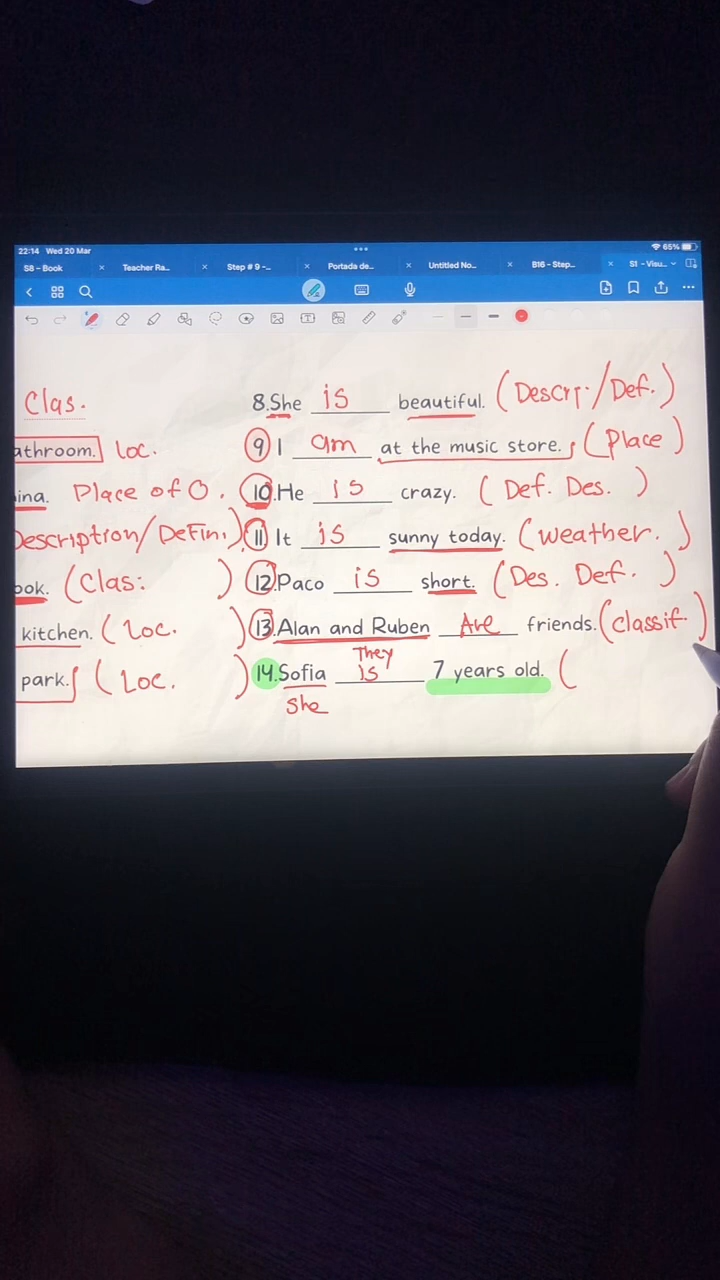 22:14 Wed 20 Mar
65%
S8 – Book
Teacher Ra...
Step # 9 –...
Portada de...
Untitled No...
B16 – Step...
S1 – Visu...
Clas.
athroom. Loc.
ina. Place of O.
Description/Defin.)
ook. (Clas: )
kitchen. (Loc. )
park. (Loc. )
8.She is beautiful. (Descrp./Def.)
9 I am at the music store. (Place)
10.He is crazy. (Def. Des. )
11 It is sunny today. (weather. )
12.Paco is short. (Des. Def. )
13.Alan and Ruben Are friends. (classif.)
They
14.Sofia is 7 years old. (
She